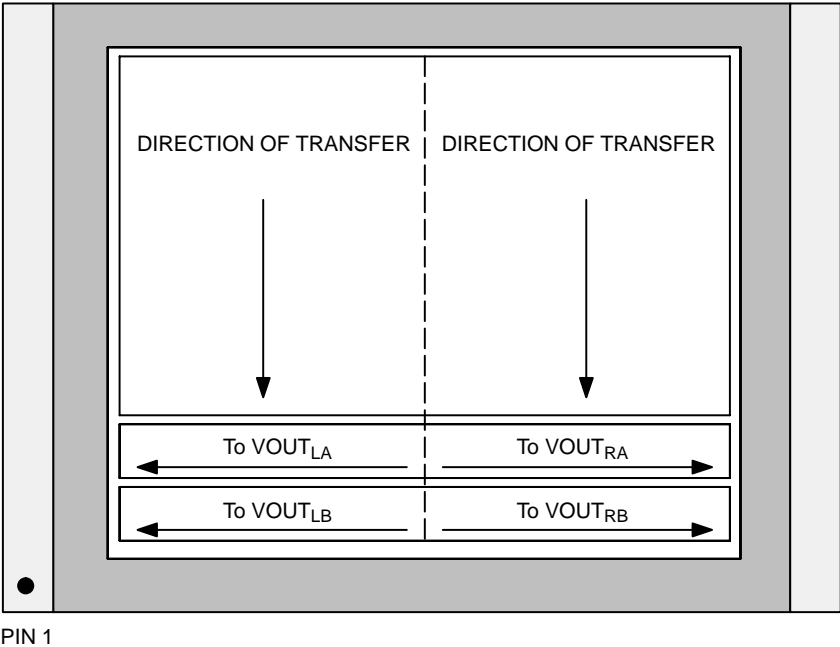 DIRECTION OF TRANSFER
DIRECTION OF TRANSFER
To VOUTLA
To VOUTRA
To VOUTLB
To VOUTRB
PIN 1